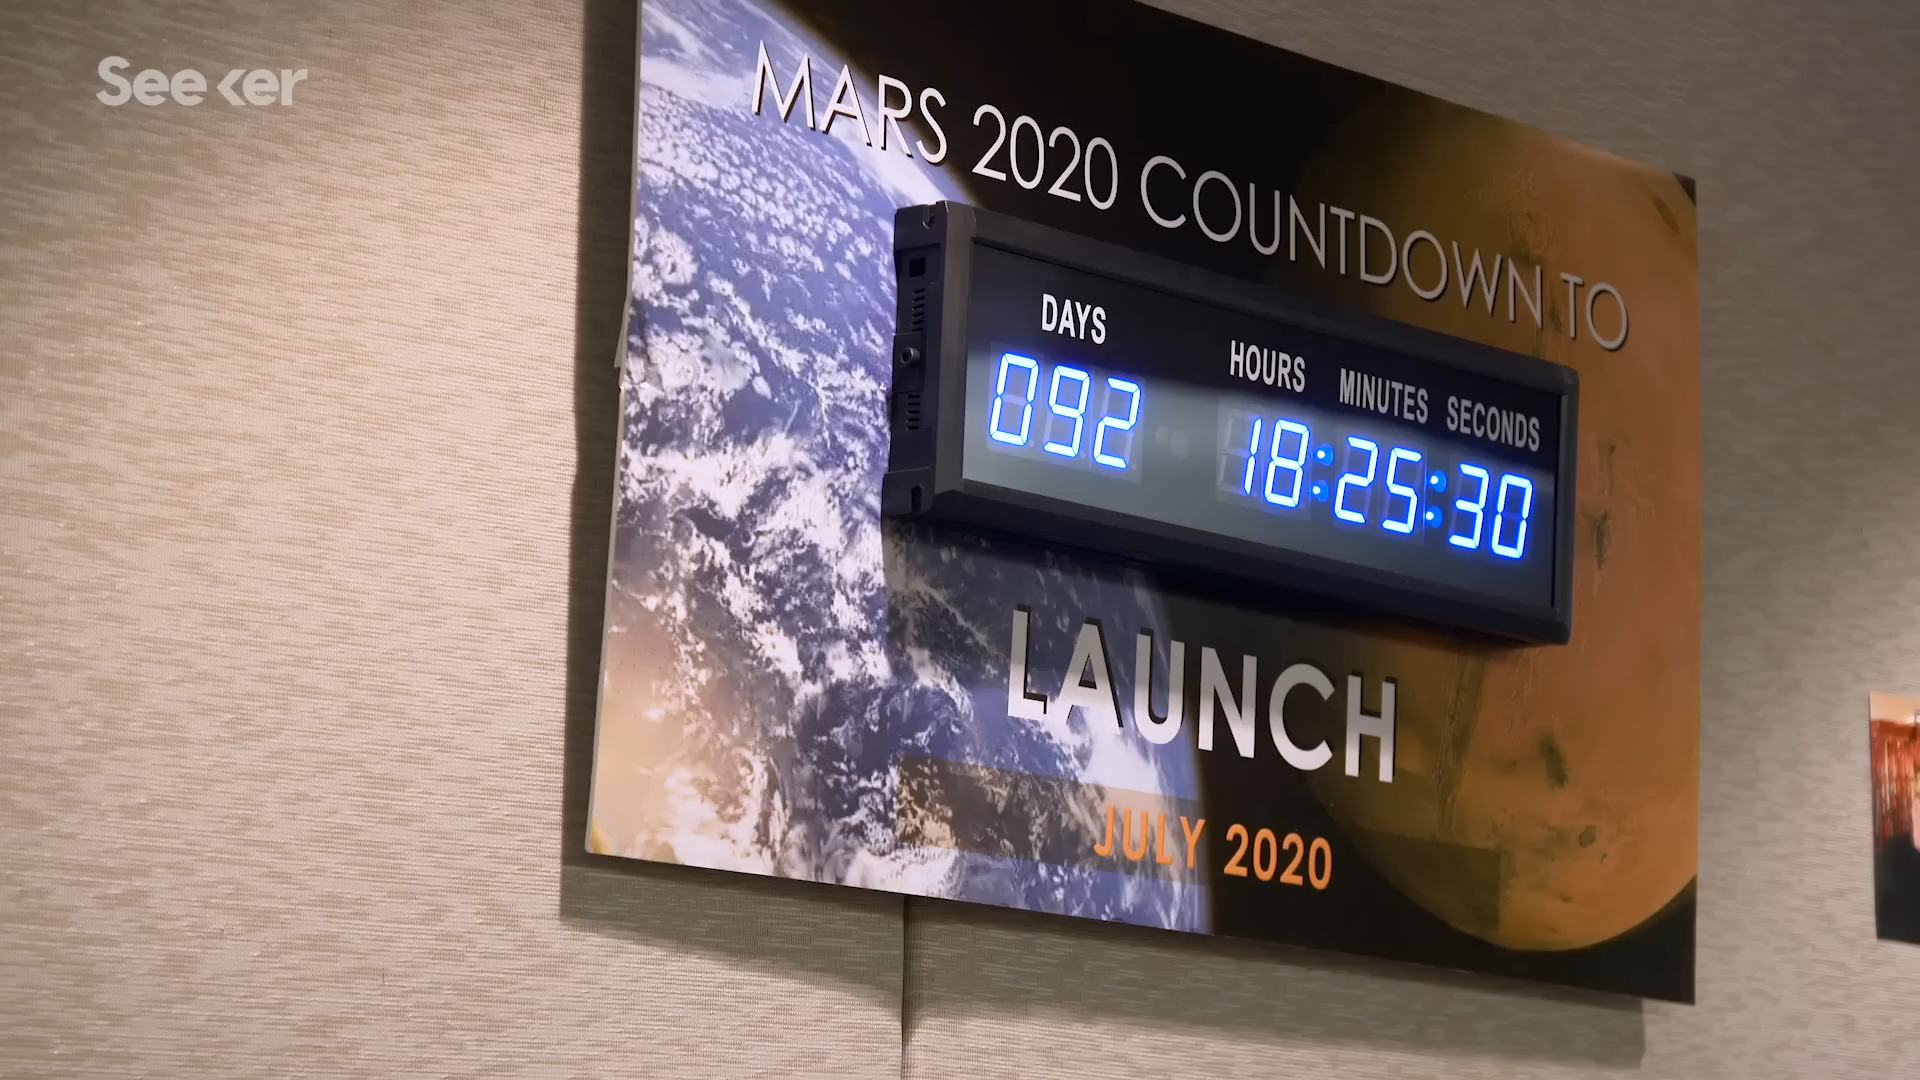 Seeker
MARS 2020 COUNTDOWN TO
DAYS HOURS MINUTES SECONDS
092 18:25:30
LAUNCH
JULY 2020